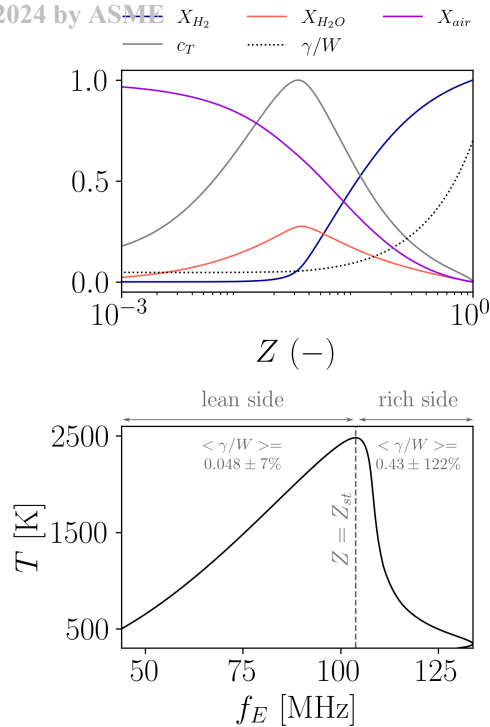 2024 by ASME
X_{H_2} X_{H_2O} X_{air}
c_T γ/W
1.0
0.5
0.0
10^{-3} 10^0
Z (−)
lean side rich side
2500
1500
500
< γ/W >= < γ/W >=
0.048 ± 7% 0.43 ± 122%
Z = Z_{st}
T [K]
50 75 100 125
f_E [MHz]